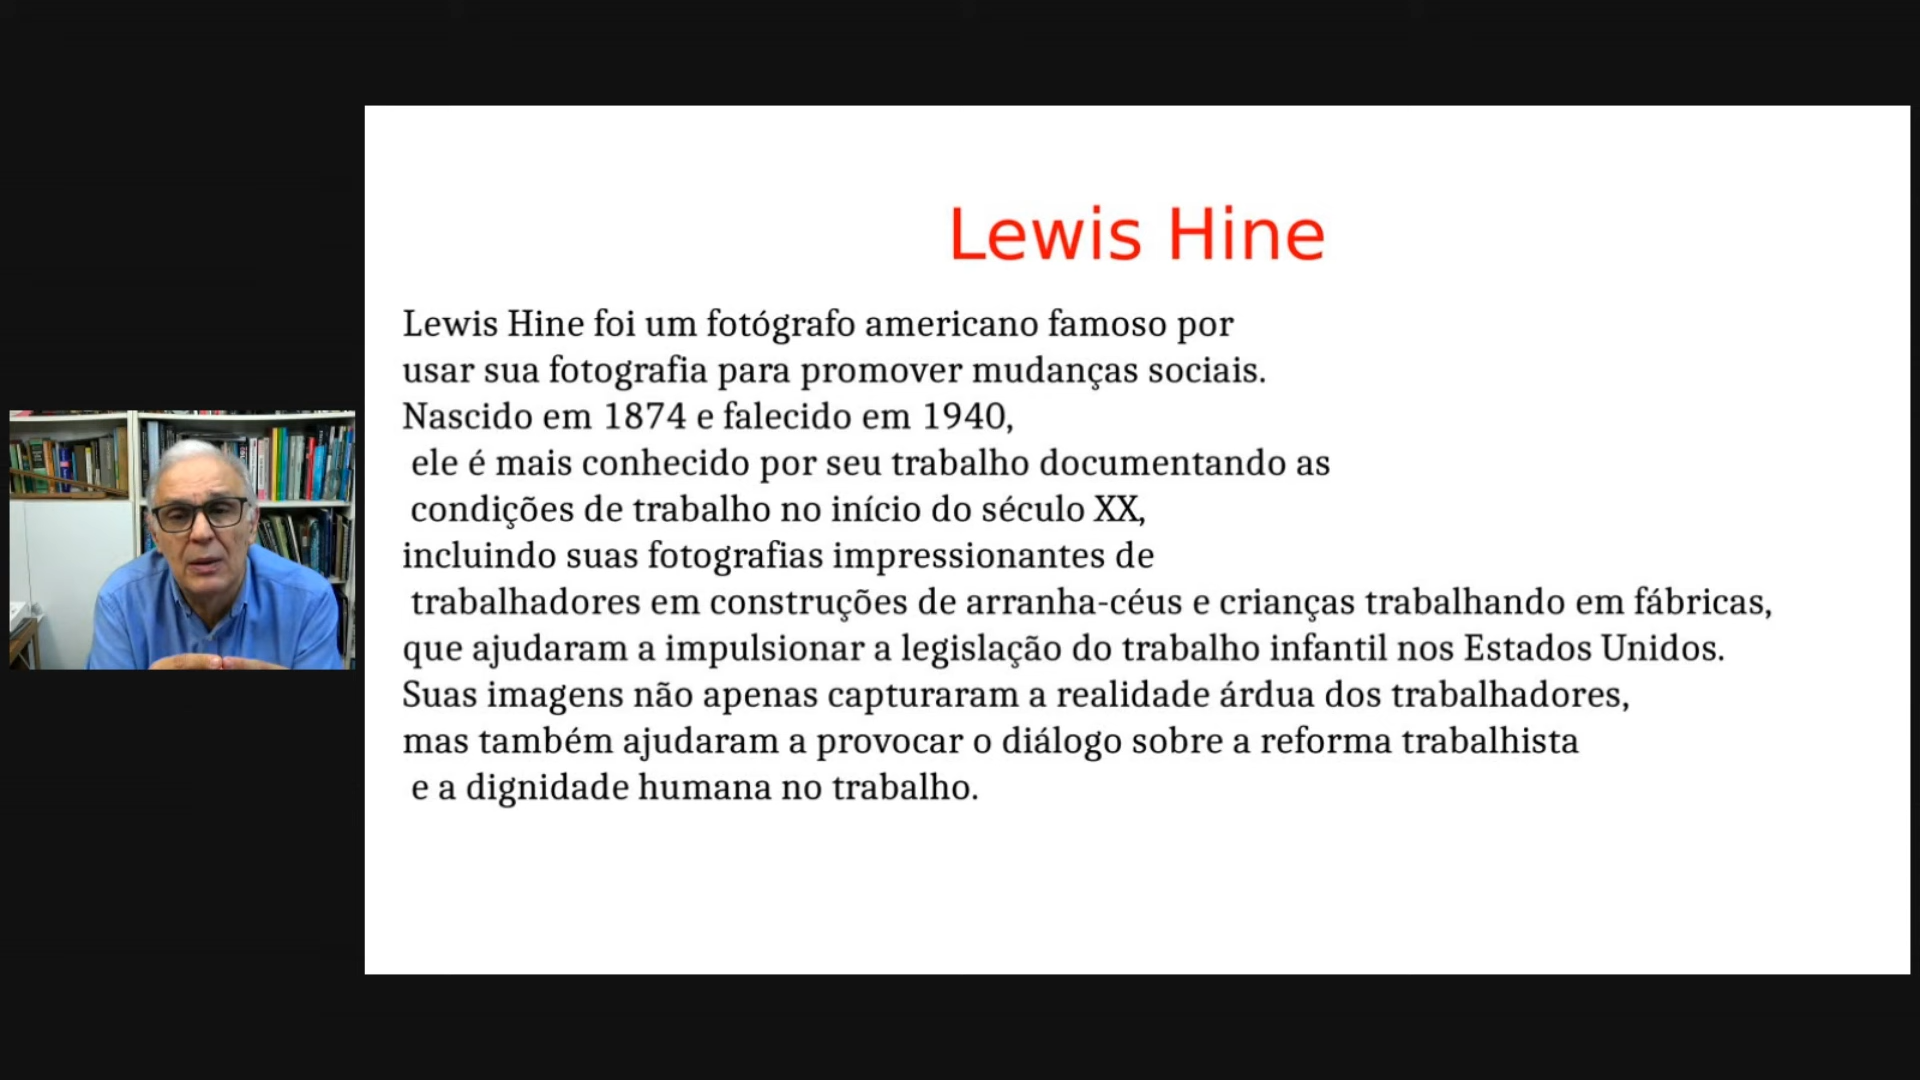 Lewis Hine
Lewis Hine foi um fotógrafo americano famoso por
usar sua fotografia para promover mudanças sociais.
Nascido em 1874 e falecido em 1940,
ele é mais conhecido por seu trabalho documentando as
condições de trabalho no início do século XX,
incluindo suas fotografias impressionantes de
trabalhadores em construções de arranha-céus e crianças trabalhando em fábricas,
que ajudaram a impulsionar a legislação do trabalho infantil nos Estados Unidos.
Suas imagens não apenas capturaram a realidade árdua dos trabalhadores,
mas também ajudaram a provocar o diálogo sobre a reforma trabalhista
e a dignidade humana no trabalho.